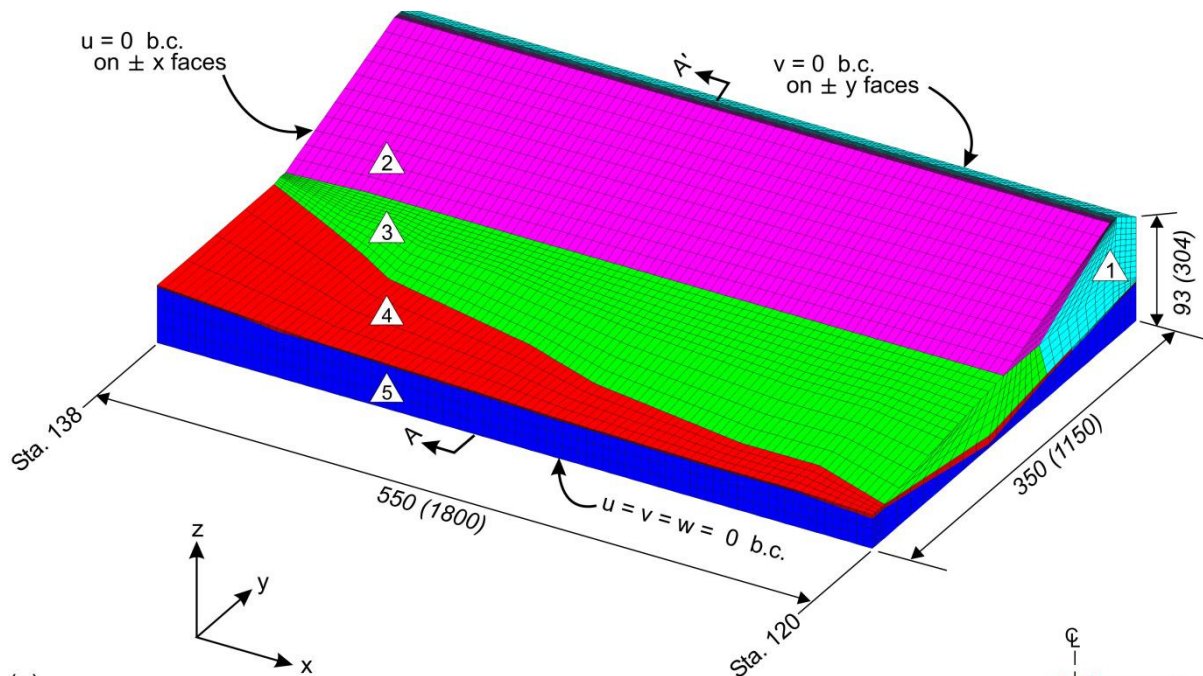 u = 0 b.c.
on ± x faces
A'
v = 0 b.c.
on ± y faces
2
3
1
93 (304)
4
5
Sta. 138
A
350 (1150)
550 (1800)
u = v = w = 0 b.c.
z
y
x
Sta. 120
℄